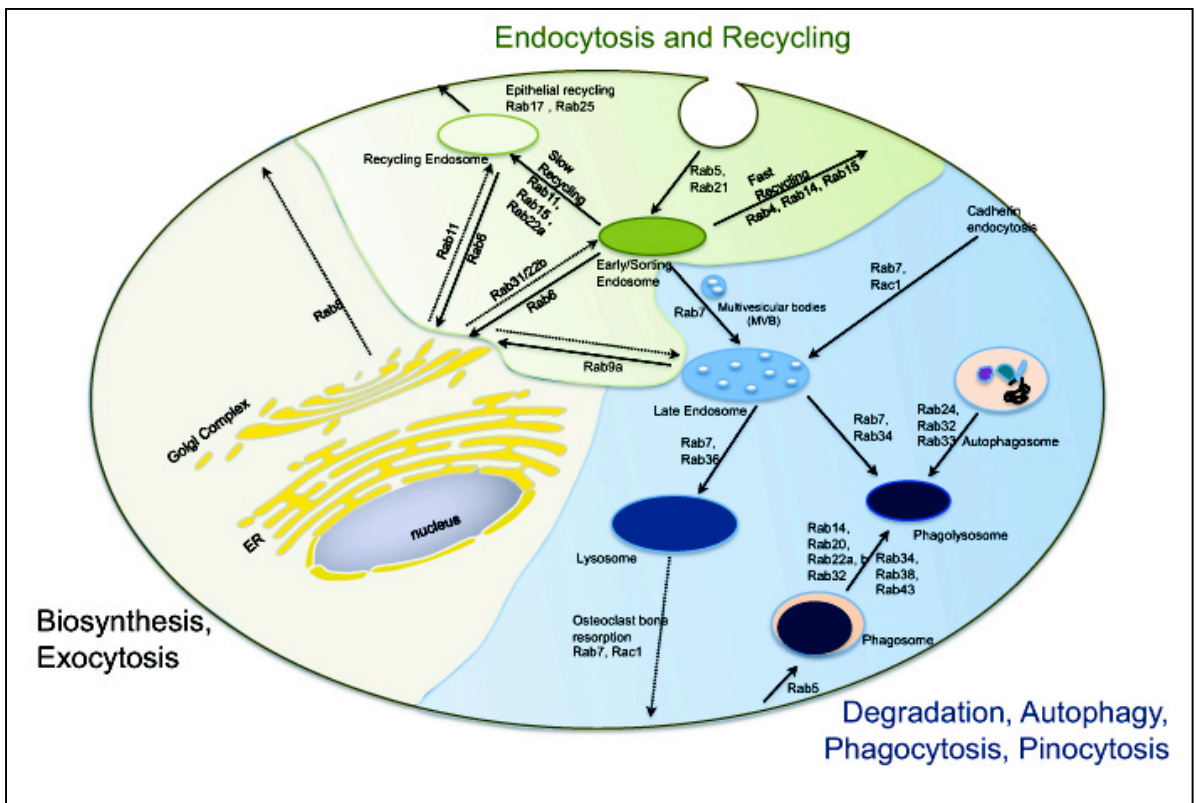 Endocytosis and Recycling
Epithelial recycling
Rab17 , Rab25
Recycling Endosome
Slow
Recycling
Rab11,
Rab15 ,
Rab22a
Rab5,
Rab21
Fast
Recycling
Rab4, Rab14, Rab15
Cadherin
endocytosis
Rab11
Rab6
Rab31/22b
Rab6
Early/Sorting
Endosome
Rab7,
Rac1
Rab7
Multivesicular bodies
(MVB)
Rab8
Rab9a
Late Endosome
Golgi Complex
Rab7,
Rab36
Rab7,
Rab34
Rab24,
Rab32
Rab33
Autophagosome
ER
nucleus
Lysosome
Phagolysosome
Rab14,
Rab20,
Rab22a, b
Rab32
Rab34,
Rab38,
Rab43
Biosynthesis,
Exocytosis
Osteoclast bone
resorption
Rab7, Rac1
Phagosome
Rab5
Degradation, Autophagy,
Phagocytosis, Pinocytosis